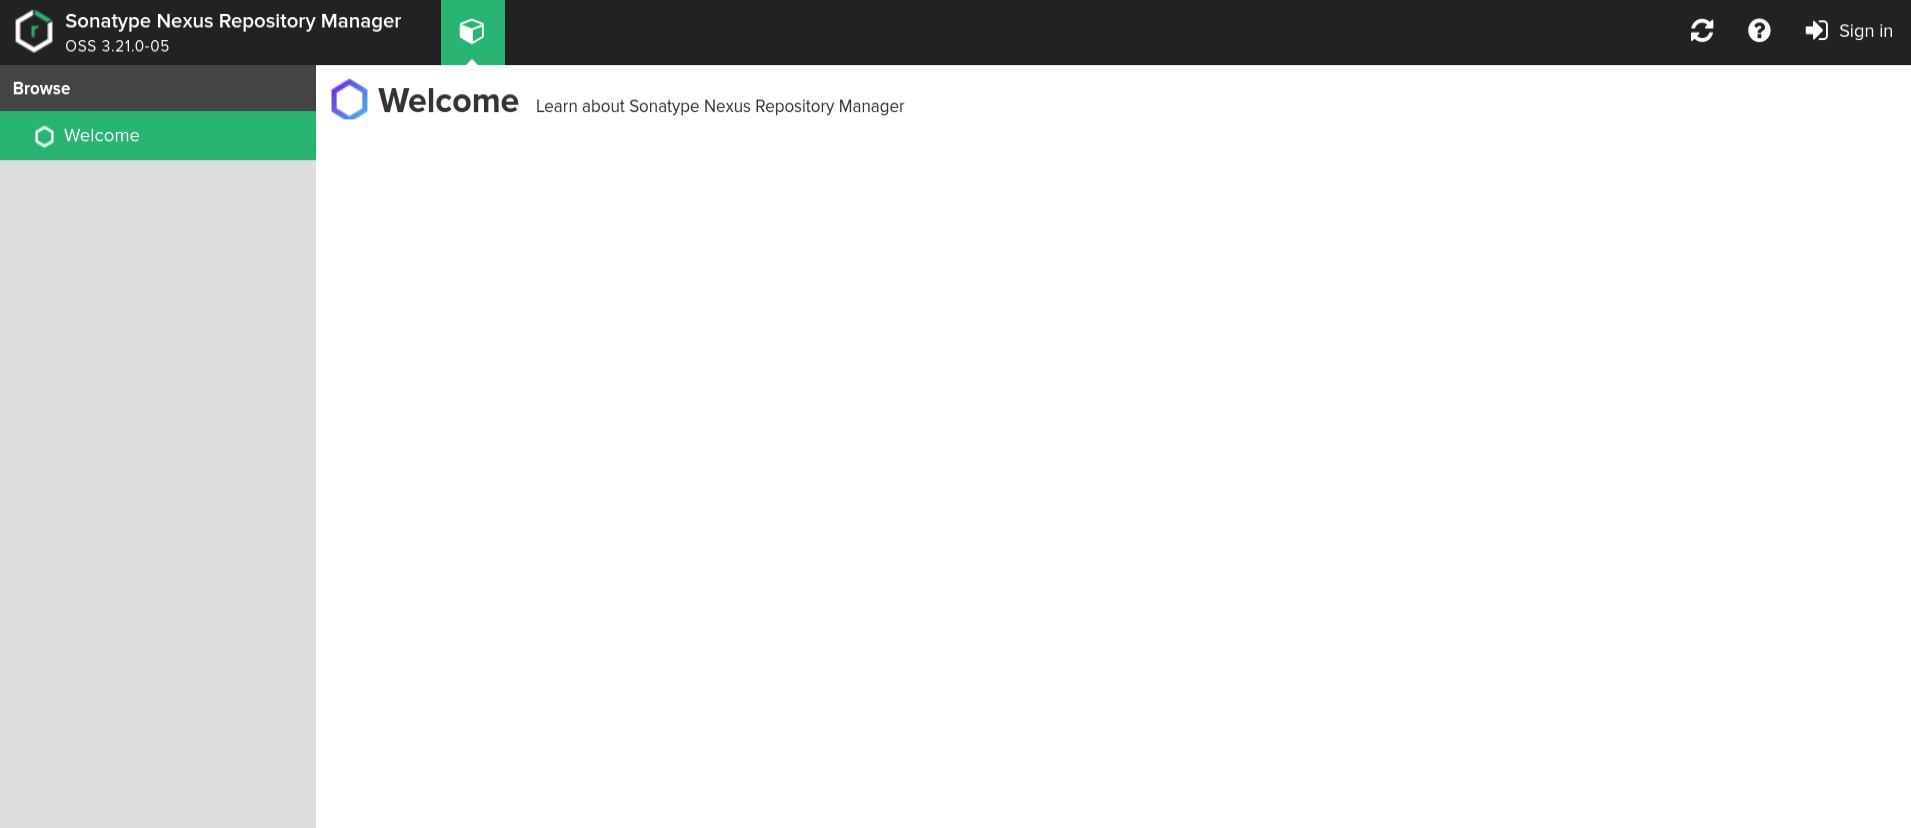 Sonatype Nexus Repository Manager
OSS 3.21.0-05
Sign in
Browse
Welcome
Welcome Learn about Sonatype Nexus Repository Manager